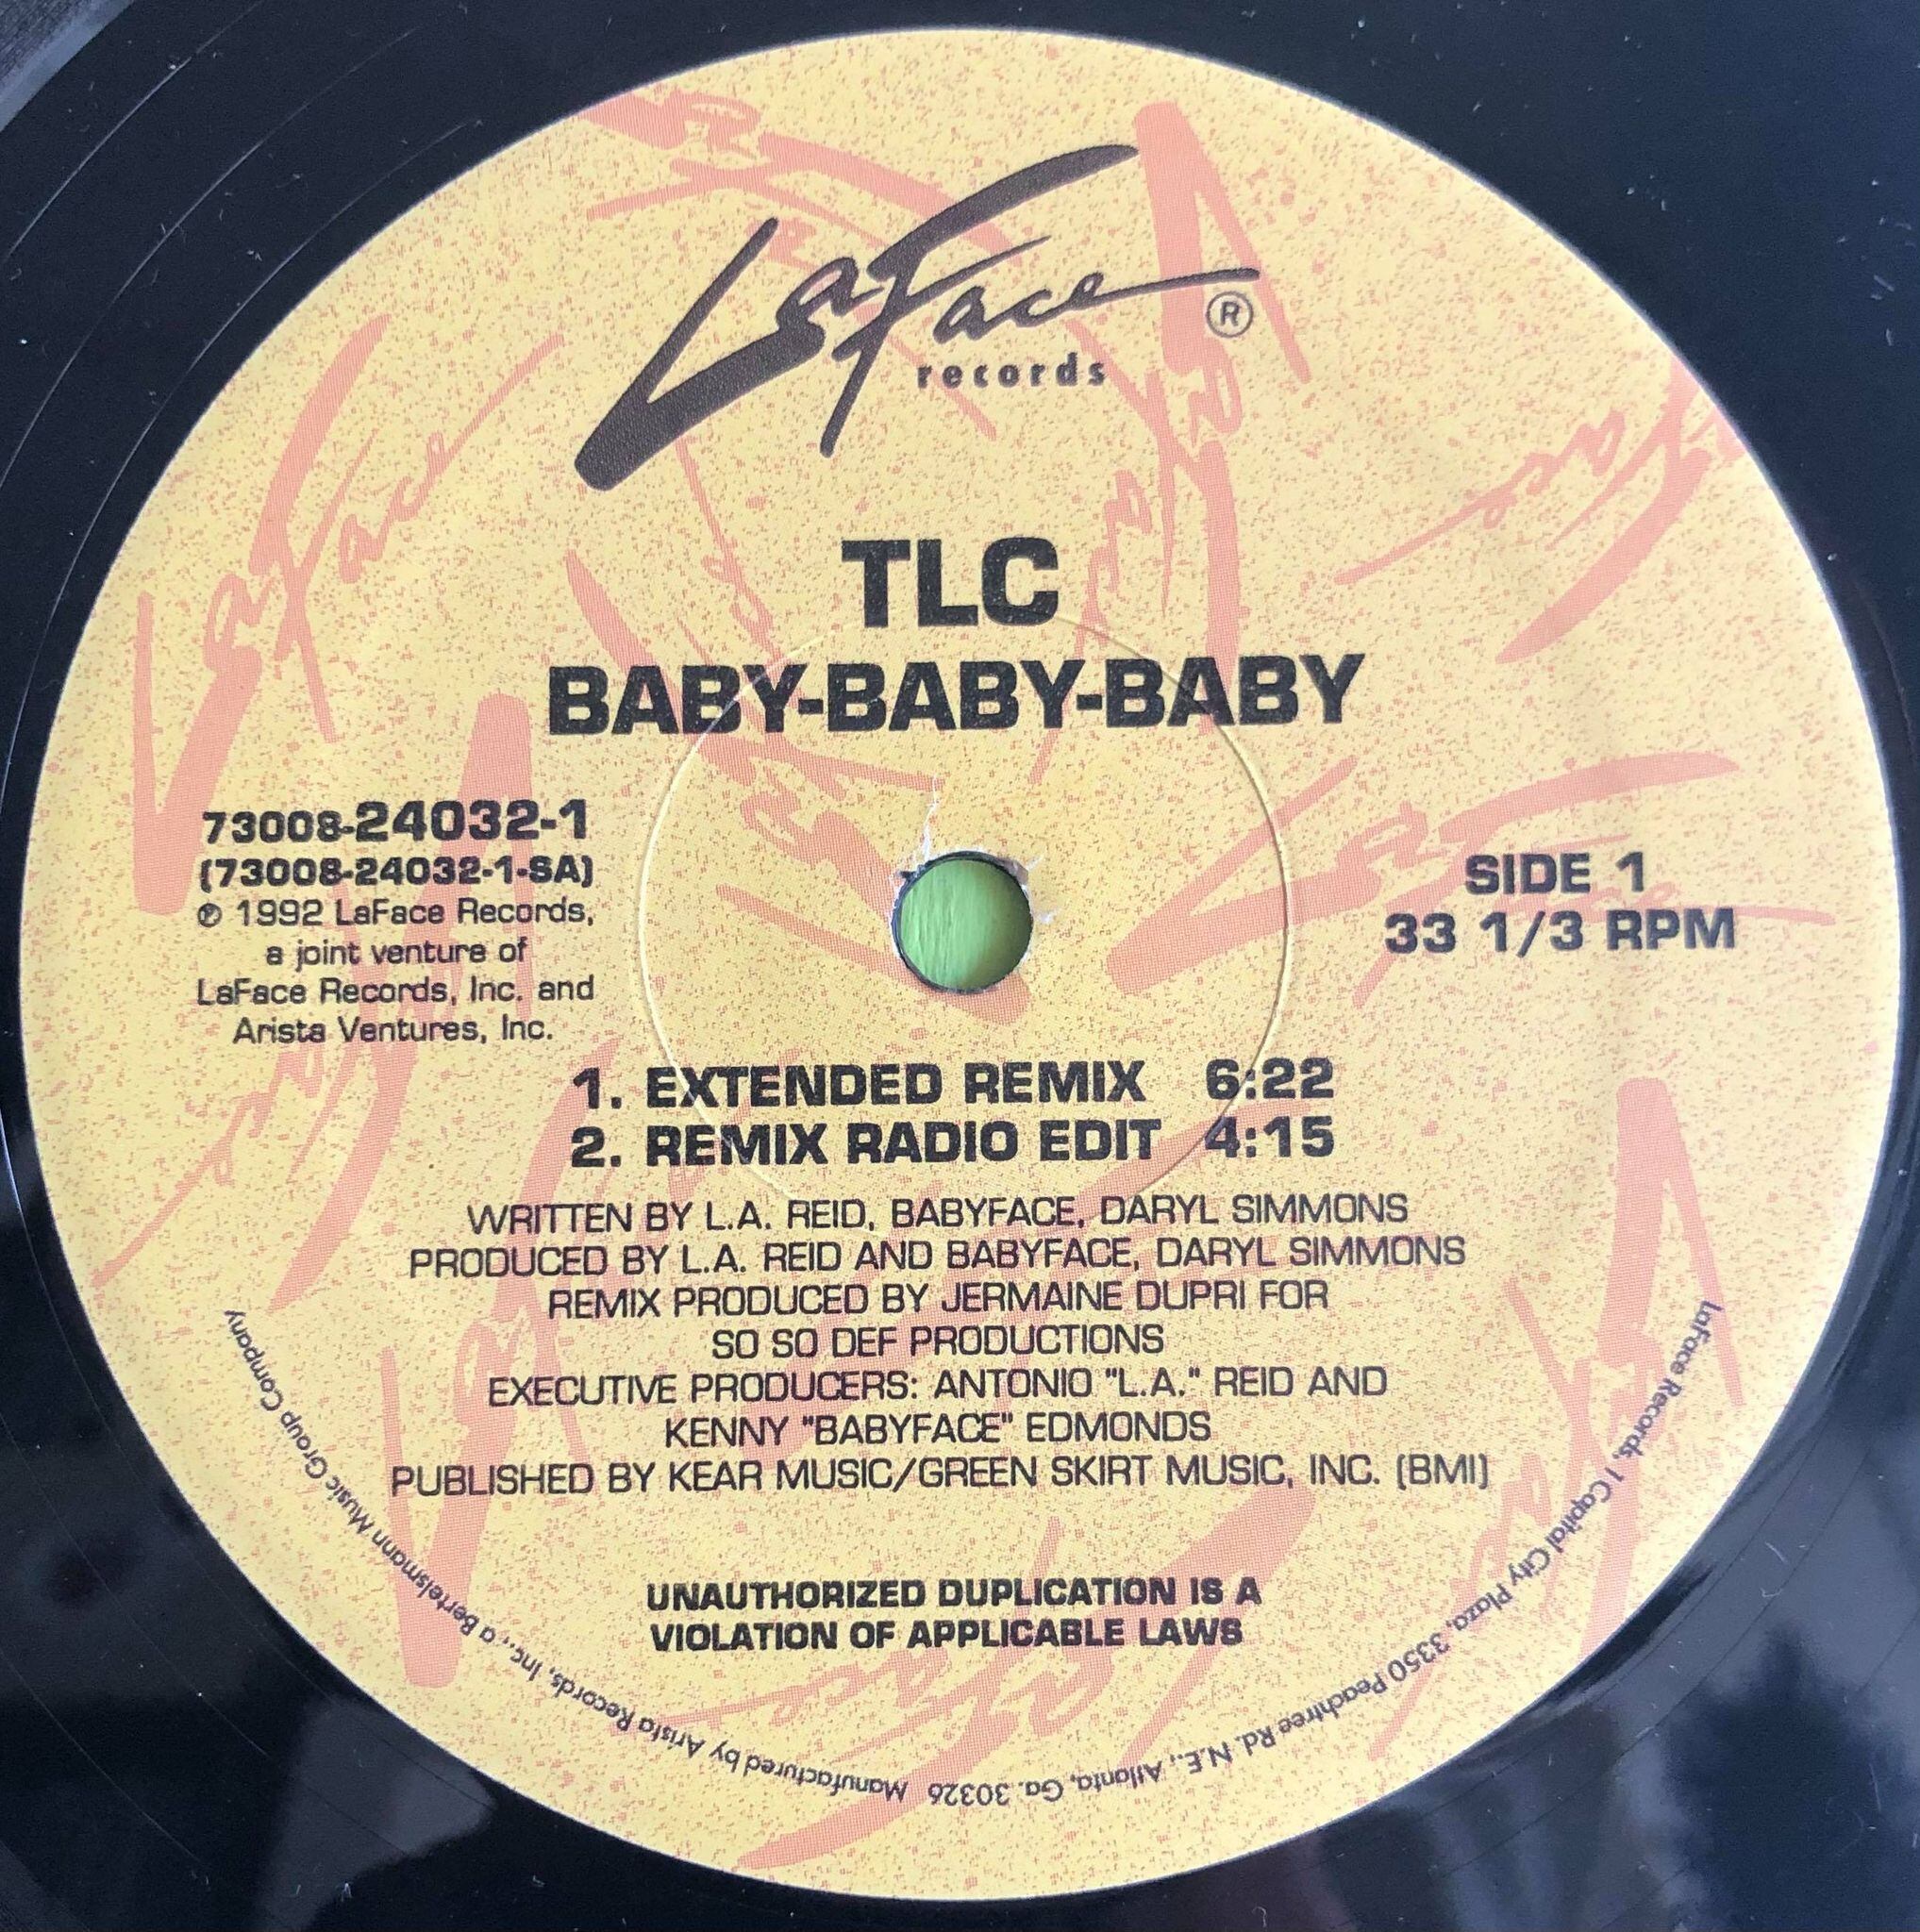 LaFace
records ®
TLC
BABY-BABY-BABY
73008-24032-1
(73008-24032-1-SA)
℗ 1992 LaFace Records,
a joint venture of
LaFace Records, Inc. and
Arista Ventures, Inc.
SIDE 1
33 1/3 RPM
1. EXTENDED REMIX 6:22
2. REMIX RADIO EDIT 4:15
WRITTEN BY L.A. REID, BABYFACE, DARYL SIMMONS
PRODUCED BY L.A. REID AND BABYFACE, DARYL SIMMONS
REMIX PRODUCED BY JERMAINE DUPRI FOR
SO SO DEF PRODUCTIONS
EXECUTIVE PRODUCERS: ANTONIO "L.A." REID AND
KENNY "BABYFACE" EDMONDS
PUBLISHED BY KEAR MUSIC/GREEN SKIRT MUSIC, INC. (BMI)
UNAUTHORIZED DUPLICATION IS A
VIOLATION OF APPLICABLE LAWS
LaFace Records, 1 Capital City Plaza, 3350 Peachtree Rd. N.E., Atlanta, Ga. 30326 Manufactured by Arista Records, Inc., a Bertelsmann Music Group Company